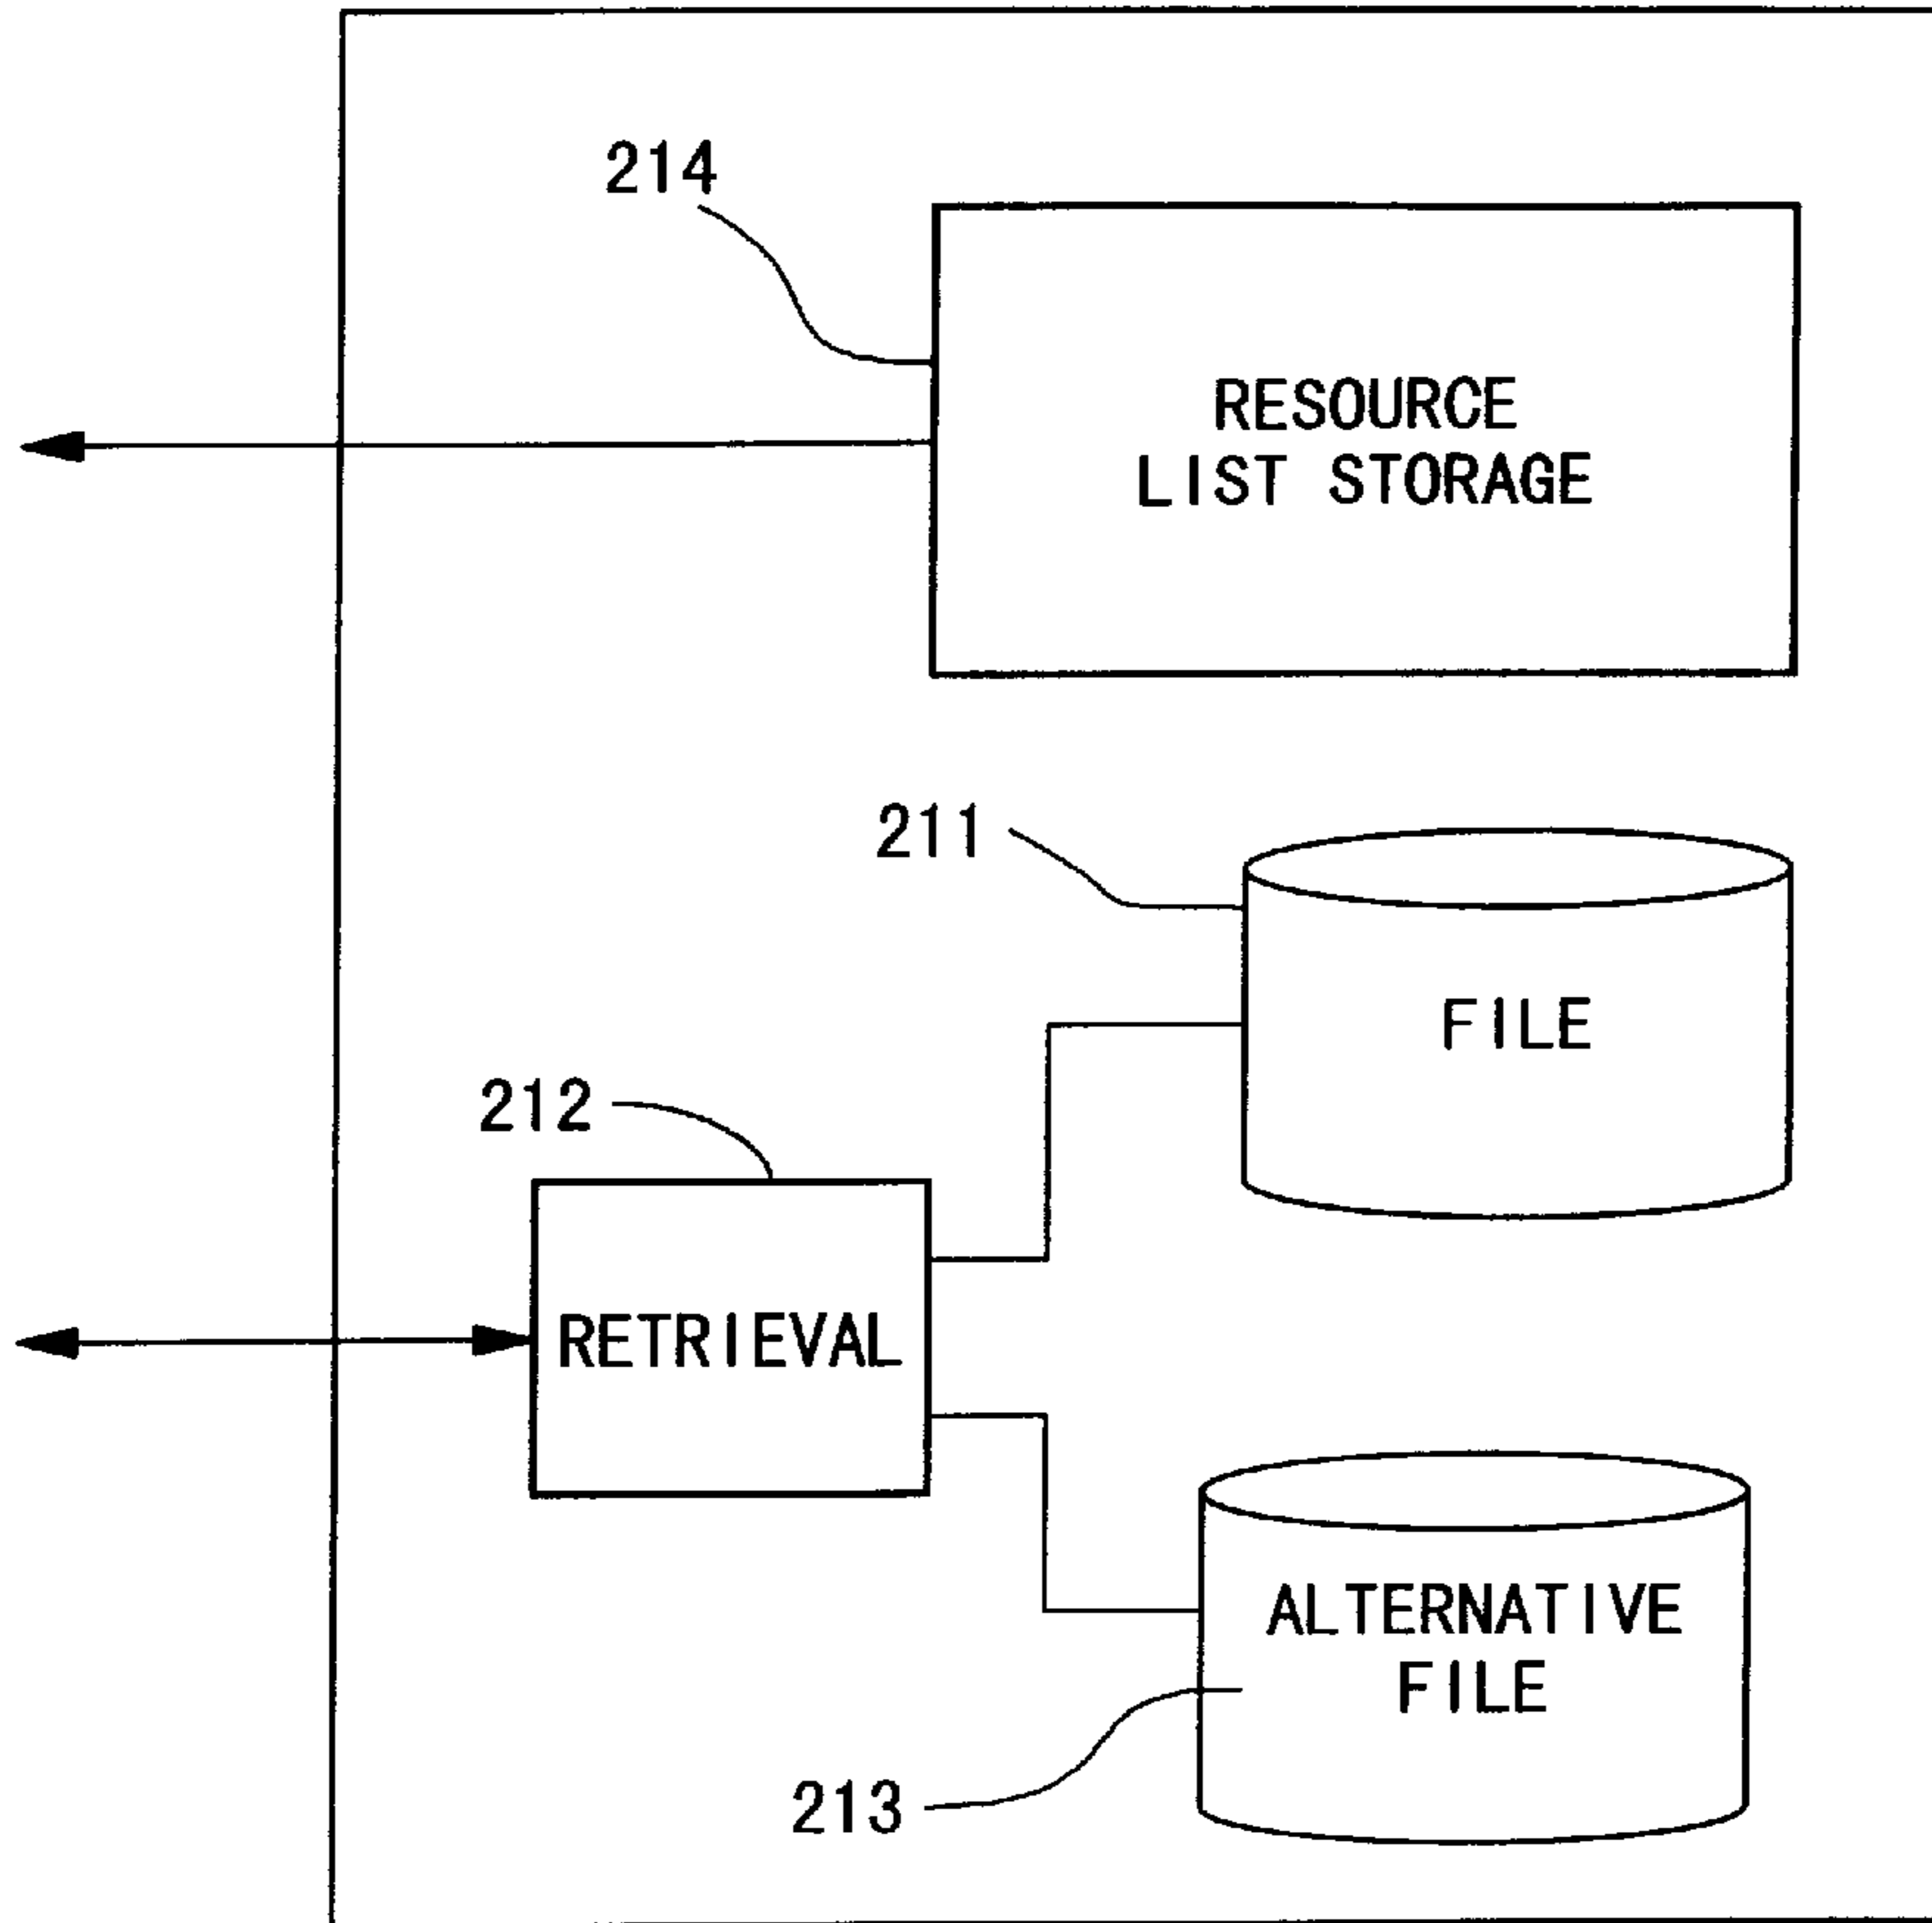 214
RESOURCE
LIST STORAGE
211
FILE
212
RETRIEVAL
ALTERNATIVE
FILE
213